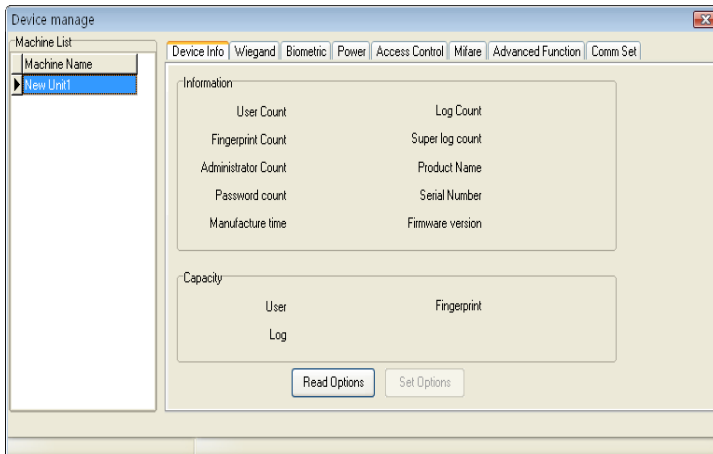 Device manage
Machine List
Machine Name
New Unit1
Device Info Wiegand Biometric Power Access Control Mifare Advanced Function Comm Set
Information
User Count Log Count
Fingerprint Count Super log count
Administrator Count Product Name
Password count Serial Number
Manufacture time Firmware version
Capacity
User Fingerprint
Log
Read Options Set Options